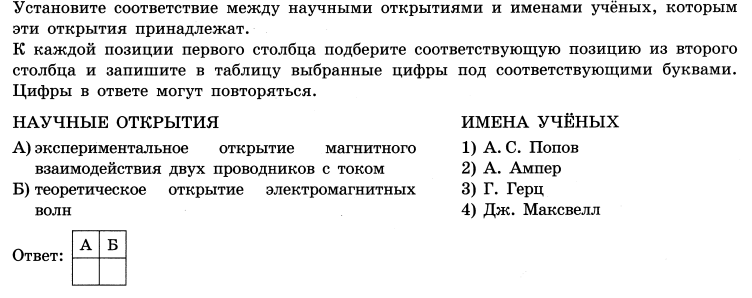 Установите соответствие между научными открытиями и именами учёных, которым
эти открытия принадлежат.
К каждой позиции первого столбца подберите соответствующую позицию из второго
столбца и запишите в таблицу выбранные цифры под соответствующими буквами.
Цифры в ответе могут повторяться.
НАУЧНЫЕ ОТКРЫТИЯ
А) экспериментальное открытие магнитного
взаимодействия двух проводников с током
Б) теоретическое открытие электромагнитных
волн
ИМЕНА УЧЁНЫХ
1) А. С. Попов
2) А. Ампер
3) Г. Герц
4) Дж. Максвелл
Ответ:
А Б